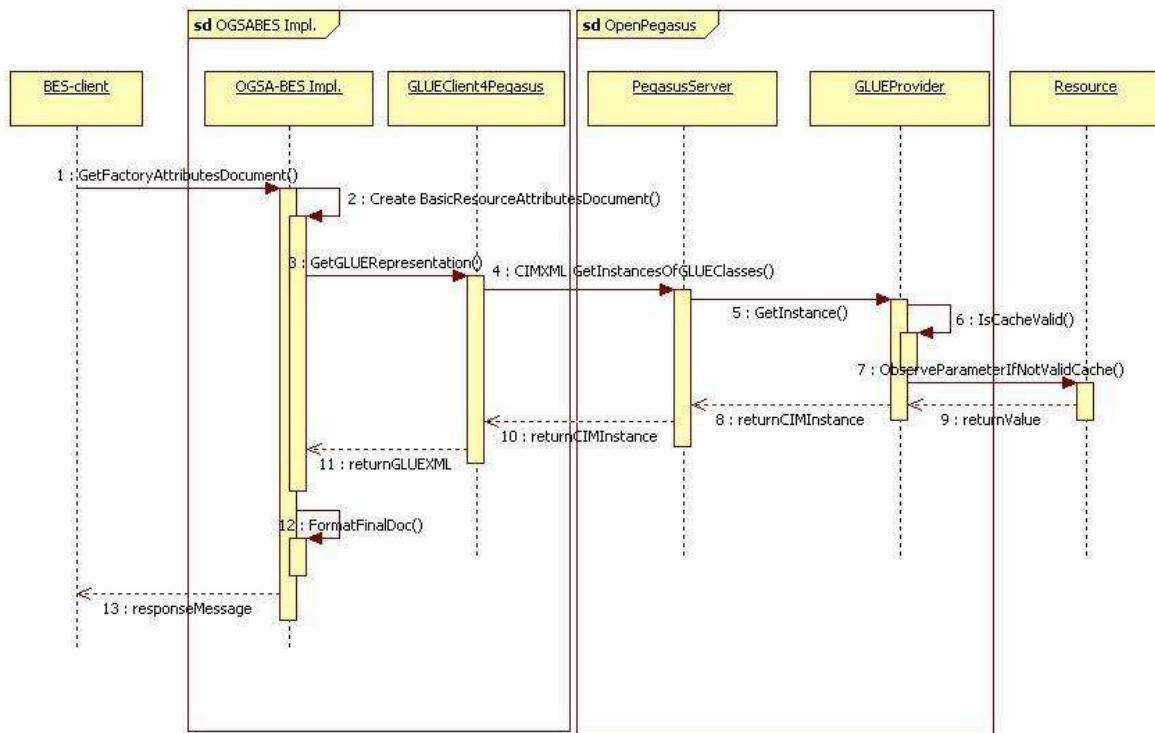 sd OGSABES Impl.
sd OpenPegasus
BES-client
OGSA-BES Impl.
GLUEClient4Pegasus
PegasusServer
GLUEProvider
Resource
1 : GetFactoryAttributesDocument()
2 : Create BasicResourceAttributesDocument()
3 : GetGLUERepresentation()
4 : CIMXML GetInstancesOfGLUEClasses()
5 : GetInstance()
6 : IsCacheValid()
7 : ObserveParameterIfNotValidCache()
8 : returnCIMInstance
9 : returnValue
10 : returnCIMInstance
11 : returnGLUEXML
12 : FormatFinalDoc()
13 : responseMessage